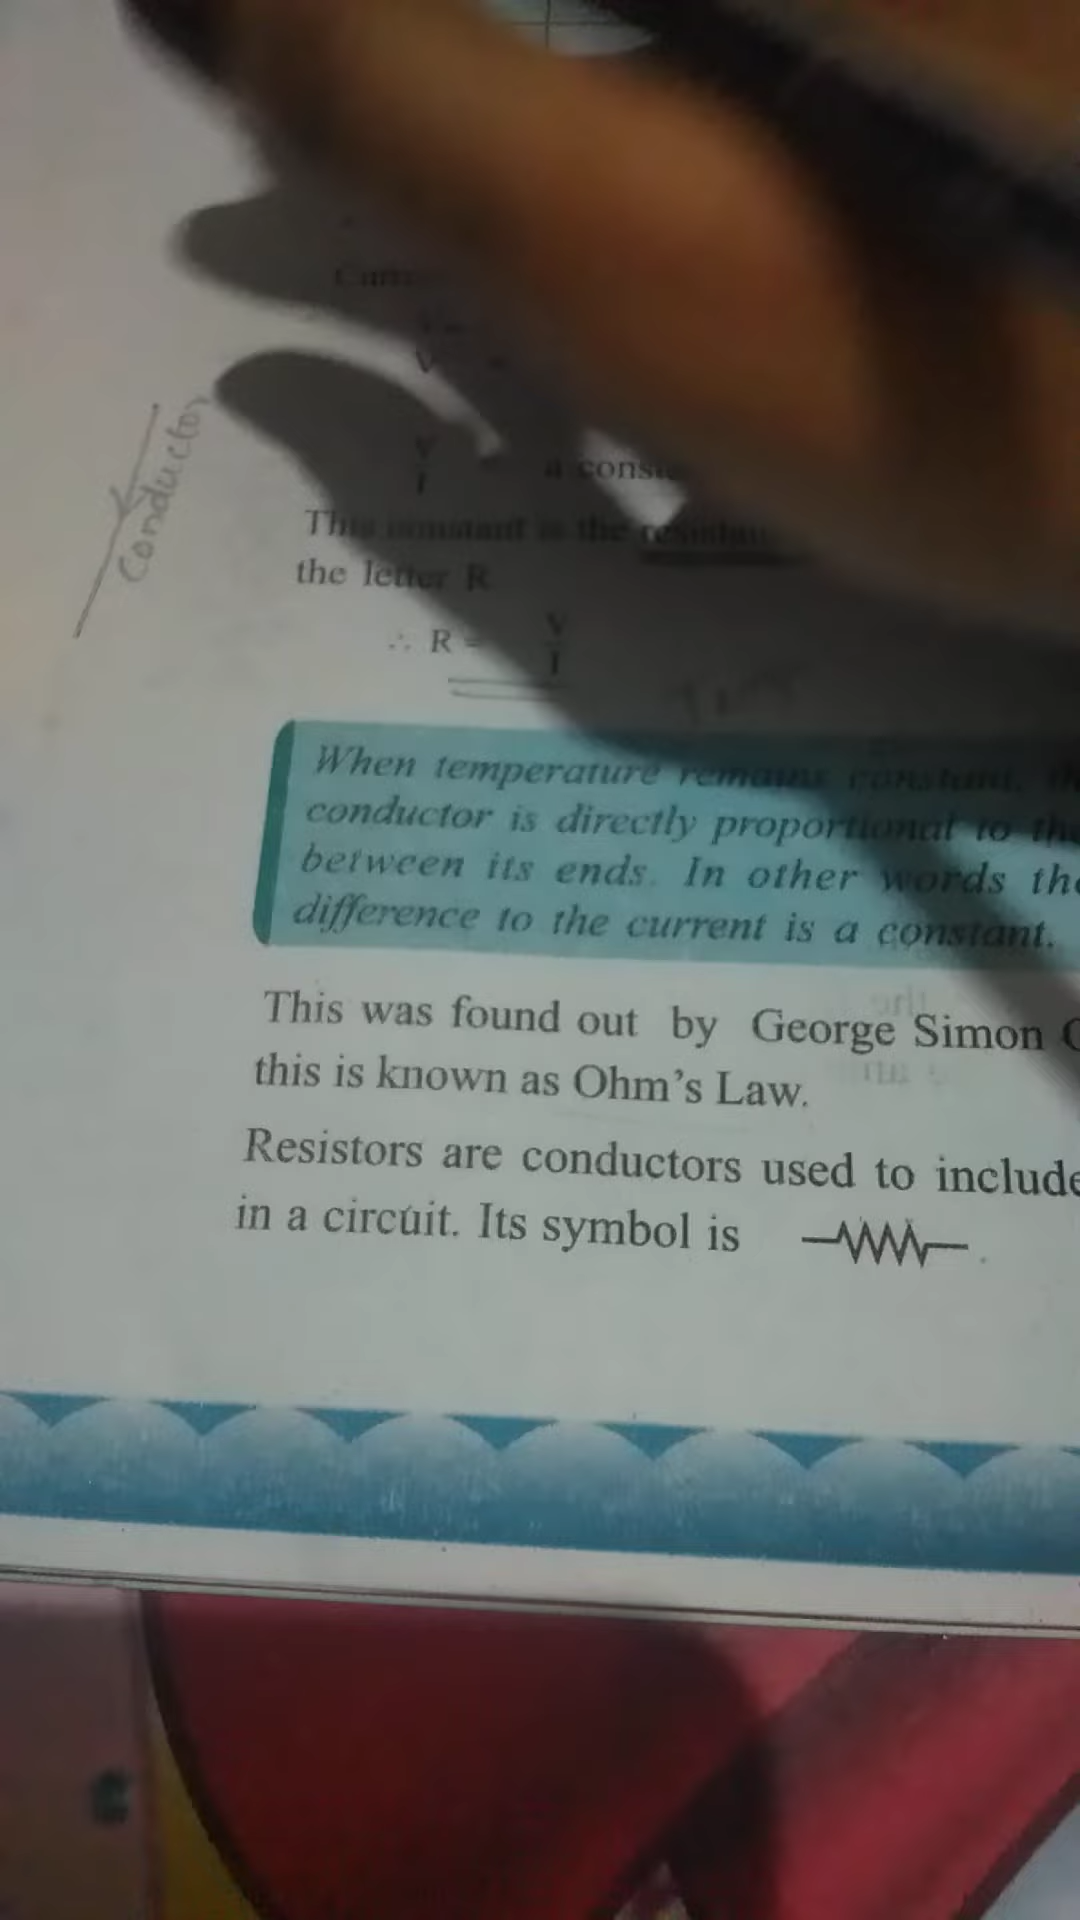 Conductor
V
V
I
a const
This constant is the
the letter R
∴ R = V
I
When temperature remains constant, the
conductor is directly proportional to the
between its ends. In other words the
difference to the current is a constant.
This was found out by George Simon
this is known as Ohm's Law.
Resistors are conductors used to include
in a circuit. Its symbol is